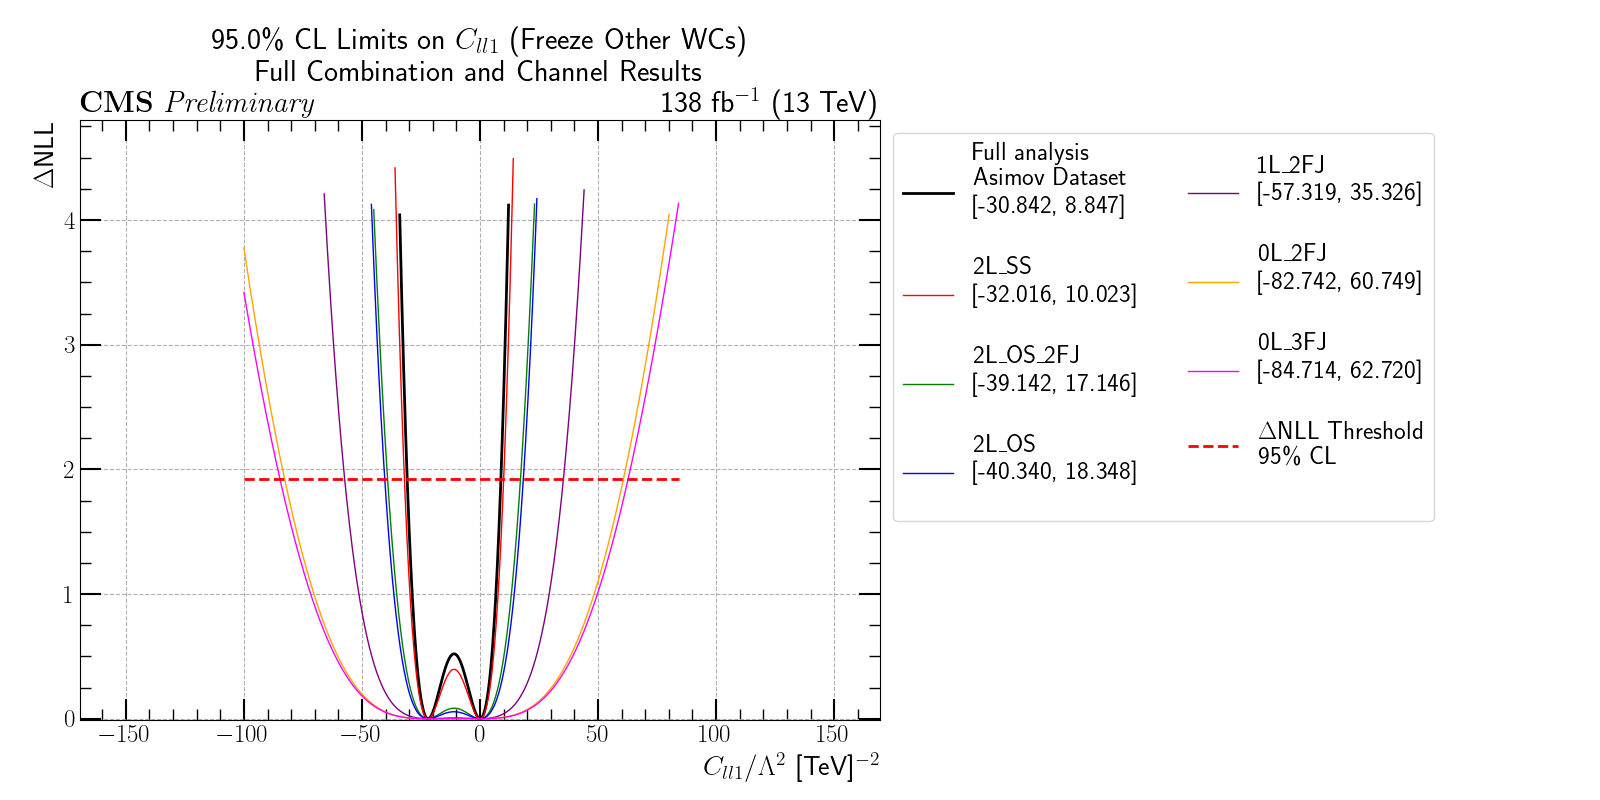 95.0% CL Limits on C_{ll1} (Freeze Other WCs)
Full Combination and Channel Results
CMS Preliminary
138 fb^{−1} (13 TeV)
ΔNLL
4
3
2
1
0
−150
−100
−50
0
50
100
150
C_{ll1}/Λ^{2} [TeV]^{−2}
Full analysis
Asimov Dataset
[-30.842, 8.847]
2L_SS
[-32.016, 10.023]
2L_OS_2FJ
[-39.142, 17.146]
2L_OS
[-40.340, 18.348]
1L_2FJ
[-57.319, 35.326]
0L_2FJ
[-82.742, 60.749]
0L_3FJ
[-84.714, 62.720]
ΔNLL Threshold
95% CL